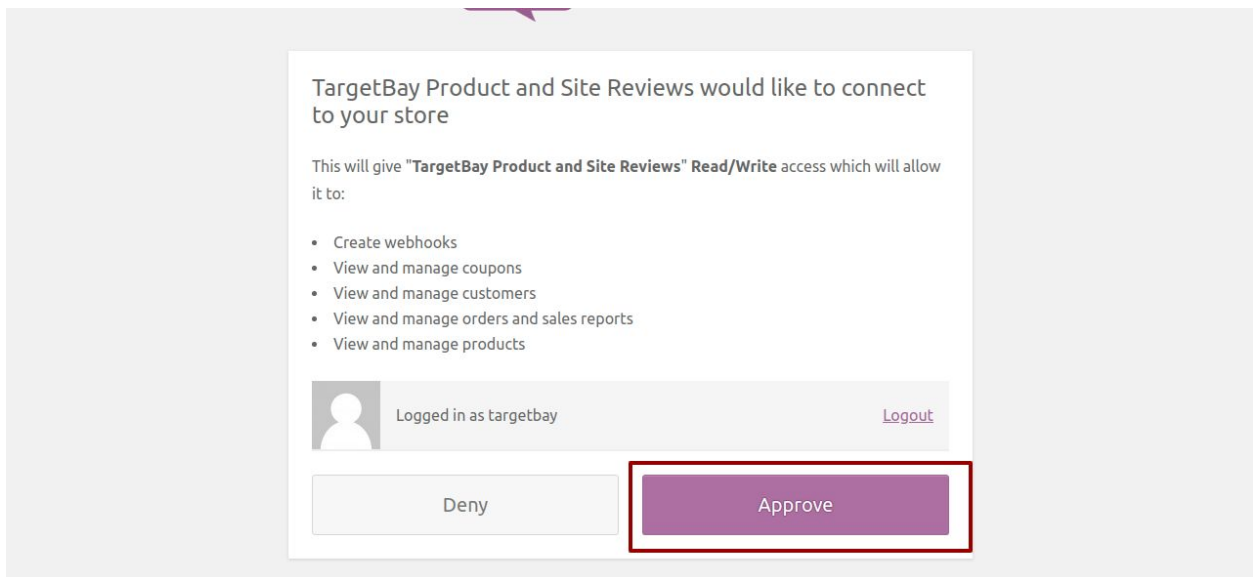 TargetBay Product and Site Reviews would like to connect
to your store
This will give "TargetBay Product and Site Reviews" Read/Write access which will allow
it to:
• Create webhooks
• View and manage coupons
• View and manage customers
• View and manage orders and sales reports
• View and manage products
Logged in as targetbay Logout
Deny Approve